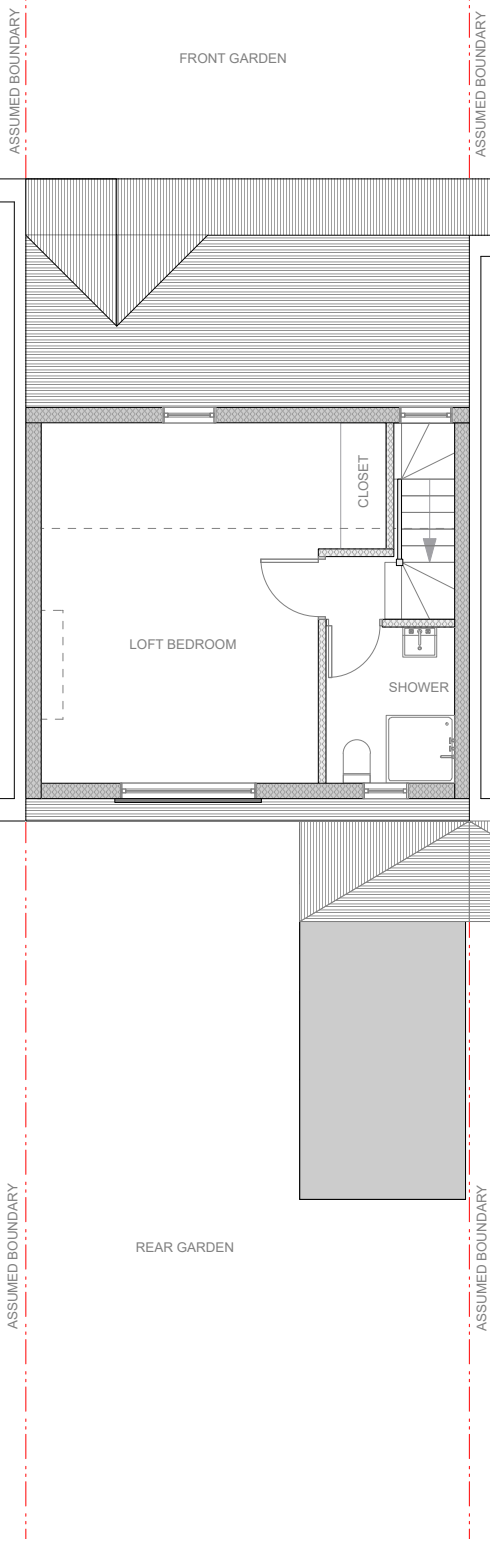 FRONT GARDEN
ASSUMED BOUNDARY
ASSUMED BOUNDARY
CLOSET
LOFT BEDROOM
SHOWER
REAR GARDEN
ASSUMED BOUNDARY
ASSUMED BOUNDARY